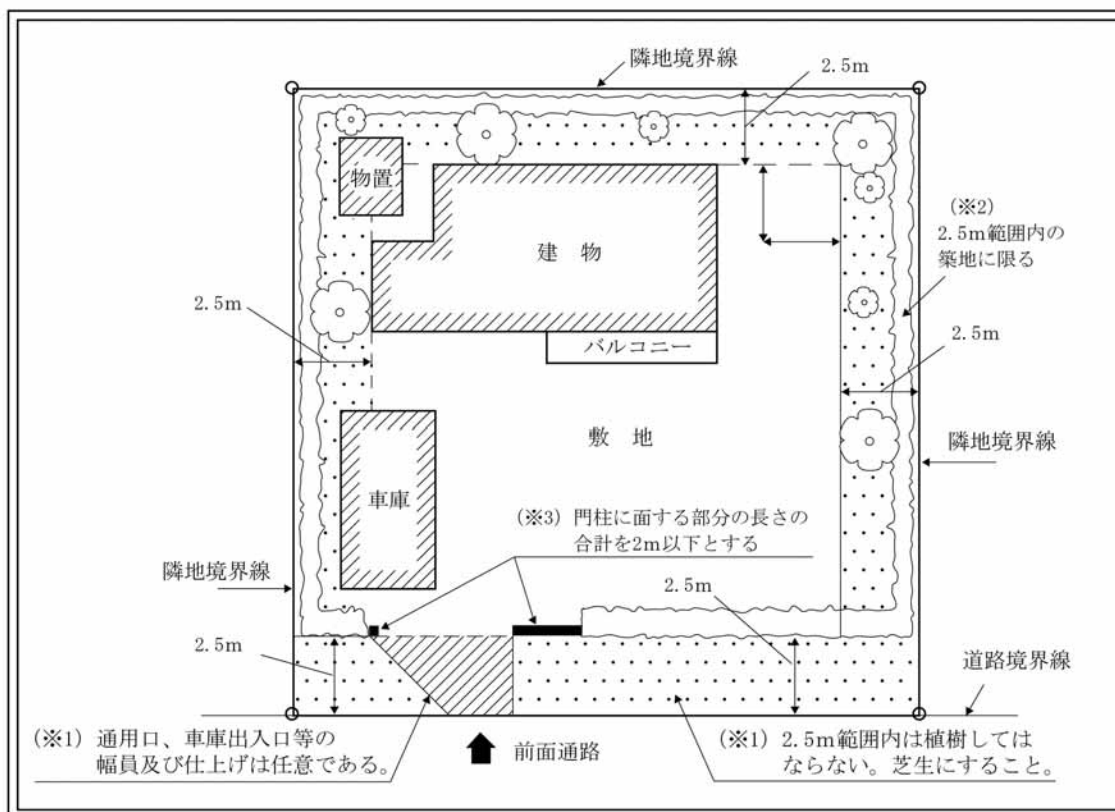 隣地境界線
2.5m
物置
(※2)
2.5m範囲内の
築地に限る
建 物
2.5m
バルコニー
2.5m
敷 地
隣地境界線
車庫
(※3) 門柱に面する部分の長さの
合計を2m以下とする
隣地境界線
2.5m
2.5m
道路境界線
(※1) 通用口、車庫出入口等の
幅員及び仕上げは任意である。
前面通路
(※1) 2.5m範囲内は植樹しては
ならない。芝生にすること。